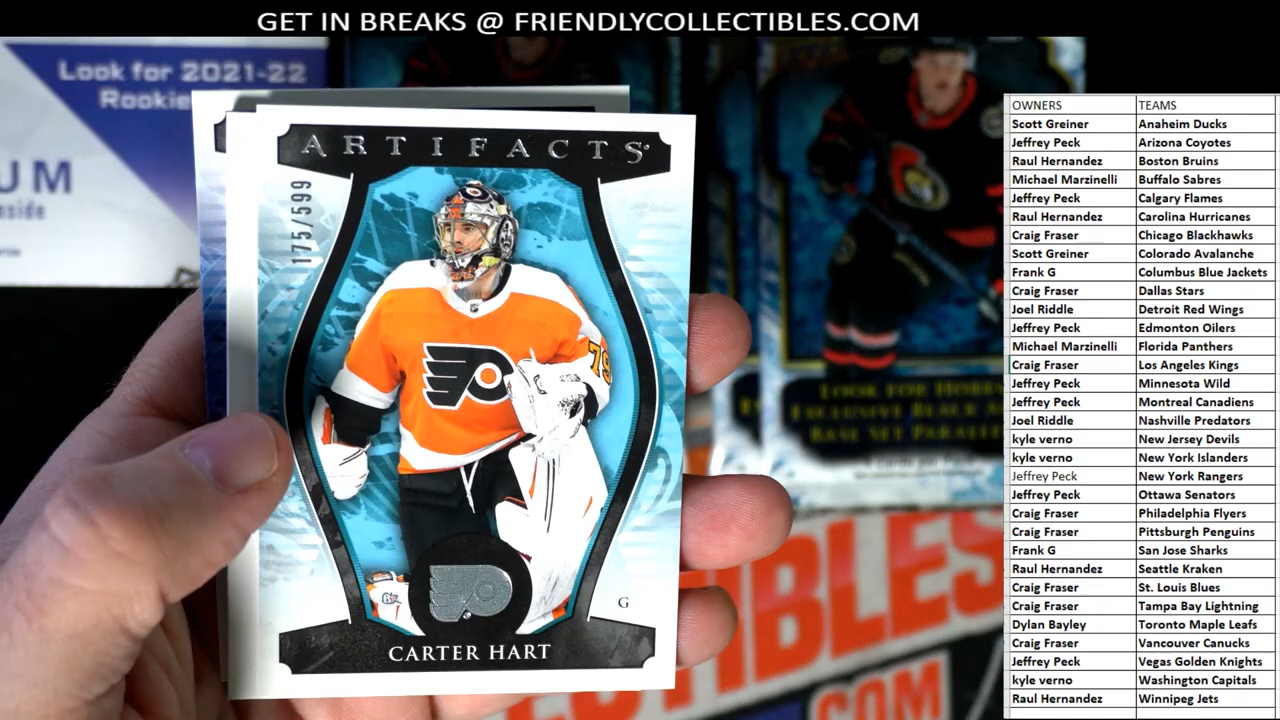 GET IN BREAKS @ FRIENDLYCOLLECTIBLES.COM
Look for 2021-22
Rookie
UM
ARTIFACTS
175/599
79
G
CARTER HART
LOOK FOR
BASE SET PARALLE
TIBLES
.COM
OWNERS TEAMS
Scott Greiner Anaheim Ducks
Jeffrey Peck Arizona Coyotes
Raul Hernandez Boston Bruins
Michael Marzinelli Buffalo Sabres
Jeffrey Peck Calgary Flames
Raul Hernandez Carolina Hurricanes
Craig Fraser Chicago Blackhawks
Scott Greiner Colorado Avalanche
Frank G Columbus Blue Jackets
Craig Fraser Dallas Stars
Joel Riddle Detroit Red Wings
Jeffrey Peck Edmonton Oilers
Michael Marzinelli Florida Panthers
Craig Fraser Los Angeles Kings
Jeffrey Peck Minnesota Wild
Jeffrey Peck Montreal Canadiens
Joel Riddle Nashville Predators
kyle verno New Jersey Devils
kyle verno New York Islanders
Jeffrey Peck New York Rangers
Jeffrey Peck Ottawa Senators
Craig Fraser Philadelphia Flyers
Craig Fraser Pittsburgh Penguins
Frank G San Jose Sharks
Raul Hernandez Seattle Kraken
Craig Fraser St. Louis Blues
Craig Fraser Tampa Bay Lightning
Dylan Bayley Toronto Maple Leafs
Craig Fraser Vancouver Canucks
Jeffrey Peck Vegas Golden Knights
kyle verno Washington Capitals
Raul Hernandez Winnipeg Jets